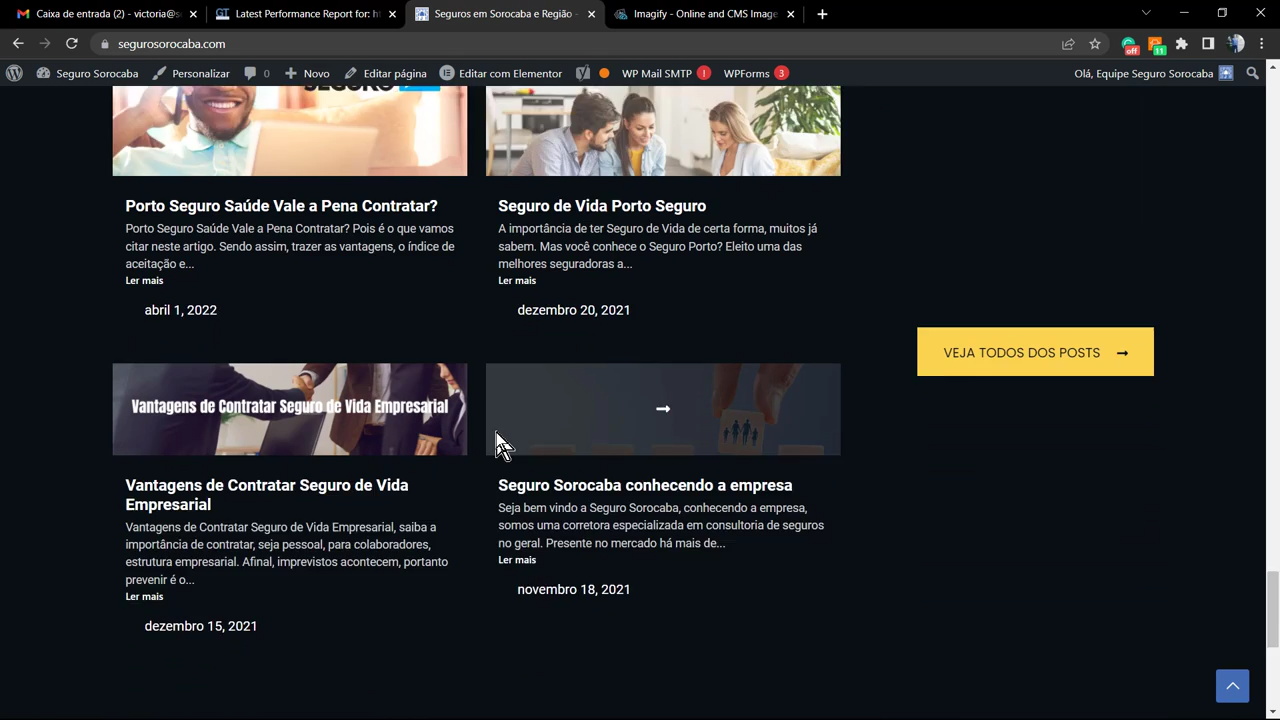 Caixa de entrada (2) - victoria@s
Latest Performance Report for: ht
Seguros em Sorocaba e Região -
Imagify - Online and CMS Image
segurosorocaba.com
off
11
Seguro Sorocaba
Personalizar
0
Novo
Editar página
Editar com Elementor
WP Mail SMTP !
WPForms 3
Olá, Equipe Seguro Sorocaba
SEGURO
Porto Seguro Saúde Vale a Pena Contratar?
Porto Seguro Saúde Vale a Pena Contratar? Pois é o que vamos
citar neste artigo. Sendo assim, trazer as vantagens, o índice de
aceitação e...
Ler mais
abril 1, 2022
Seguro de Vida Porto Seguro
A importância de ter Seguro de Vida de certa forma, muitos já
sabem. Mas você conhece o Seguro Porto? Eleito uma das
melhores seguradoras a...
Ler mais
dezembro 20, 2021
VEJA TODOS DOS POSTS
Vantagens de Contratar Seguro de Vida Empresarial
Vantagens de Contratar Seguro de Vida
Empresarial
Vantagens de Contratar Seguro de Vida Empresarial, saiba a
importância de contratar, seja pessoal, para colaboradores,
estrutura empresarial. Afinal, imprevistos acontecem, portanto
prevenir é o...
Ler mais
dezembro 15, 2021
Seguro Sorocaba conhecendo a empresa
Seja bem vindo a Seguro Sorocaba, conhecendo a empresa,
somos uma corretora especializada em consultoria de seguros
no geral. Presente no mercado há mais de...
Ler mais
novembro 18, 2021